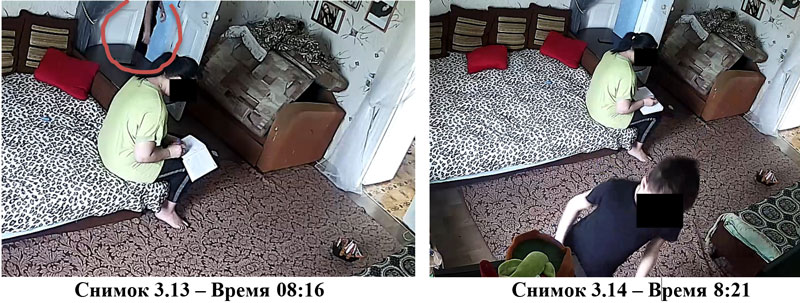 Снимок 3.13 – Время 08:16
Снимок 3.14 – Время 8:21